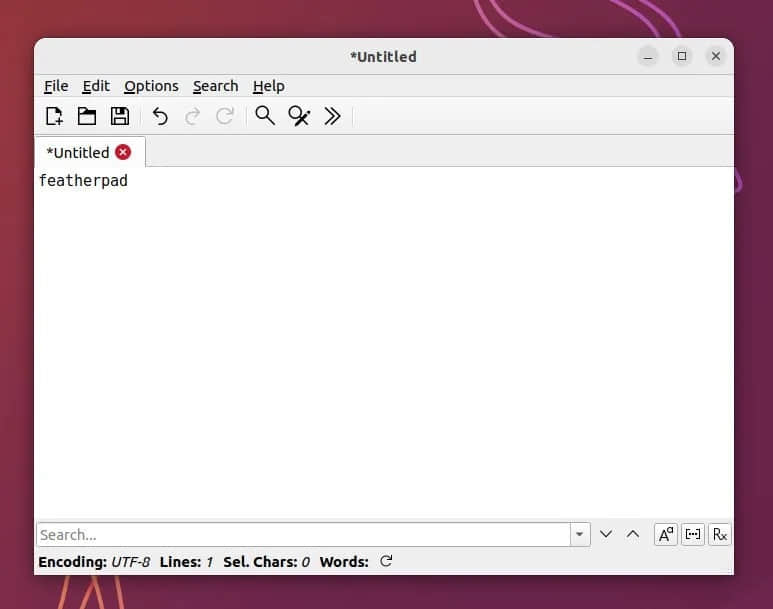 *Untitled
File Edit Options Search Help
*Untitled
featherpad
Search...
Encoding: UTF-8 Lines: 1 Sel. Chars: 0 Words: